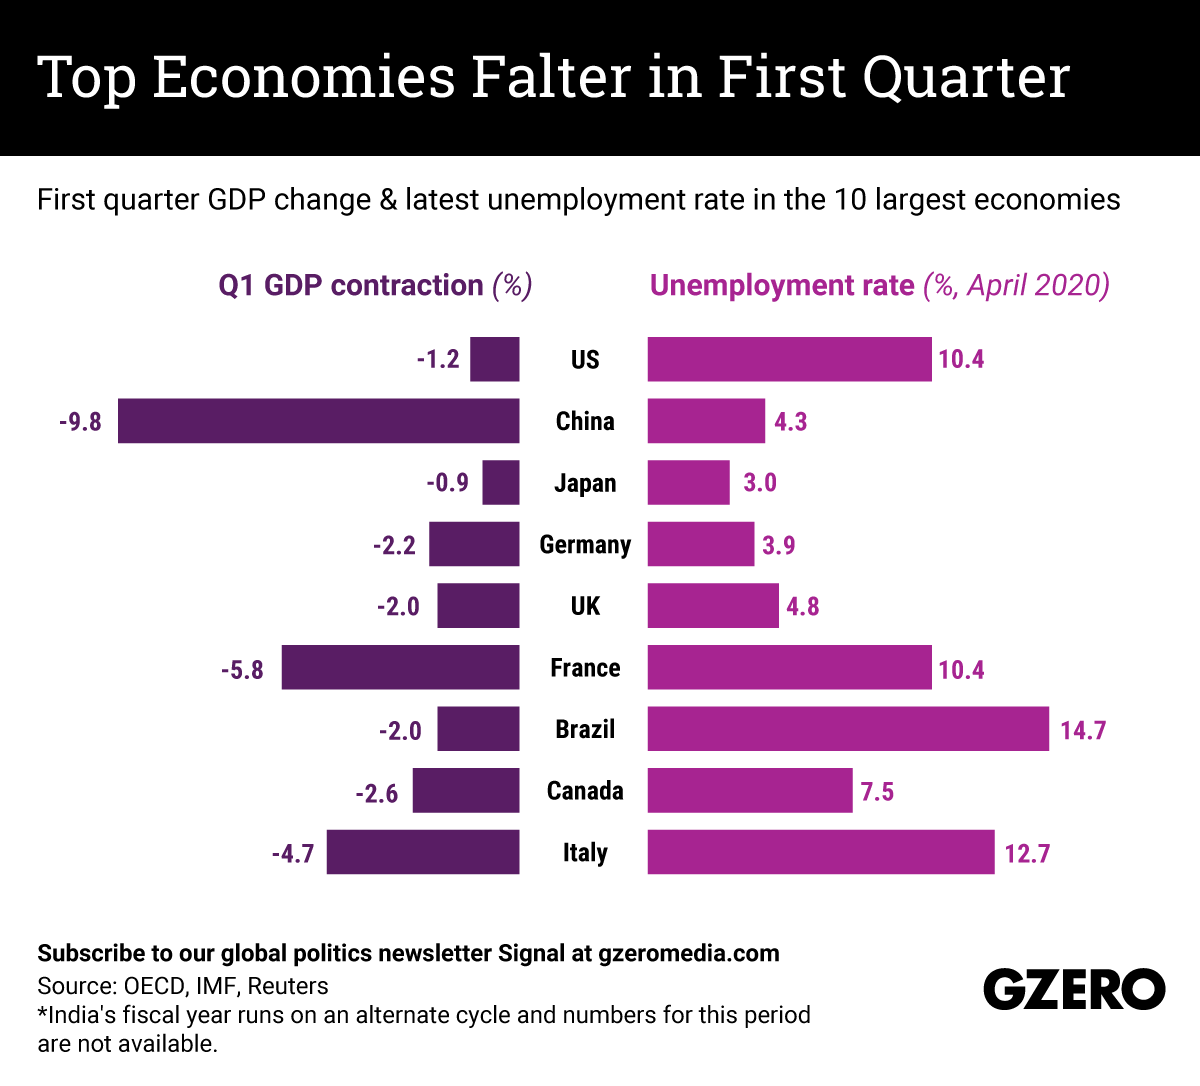 Top Economies Falter in First Quarter
First quarter GDP change & latest unemployment rate in the 10 largest economies
Q1 GDP contraction (%)
Unemployment rate (%, April 2020)
-1.2 US 10.4
-9.8 China 4.3
-0.9 Japan 3.0
-2.2 Germany 3.9
-2.0 UK 4.8
-5.8 France 10.4
-2.0 Brazil 14.7
-2.6 Canada 7.5
-4.7 Italy 12.7
Subscribe to our global politics newsletter Signal at gzeromedia.com
Source: OECD, IMF, Reuters
*India's fiscal year runs on an alternate cycle and numbers for this period
are not available.
GZERO